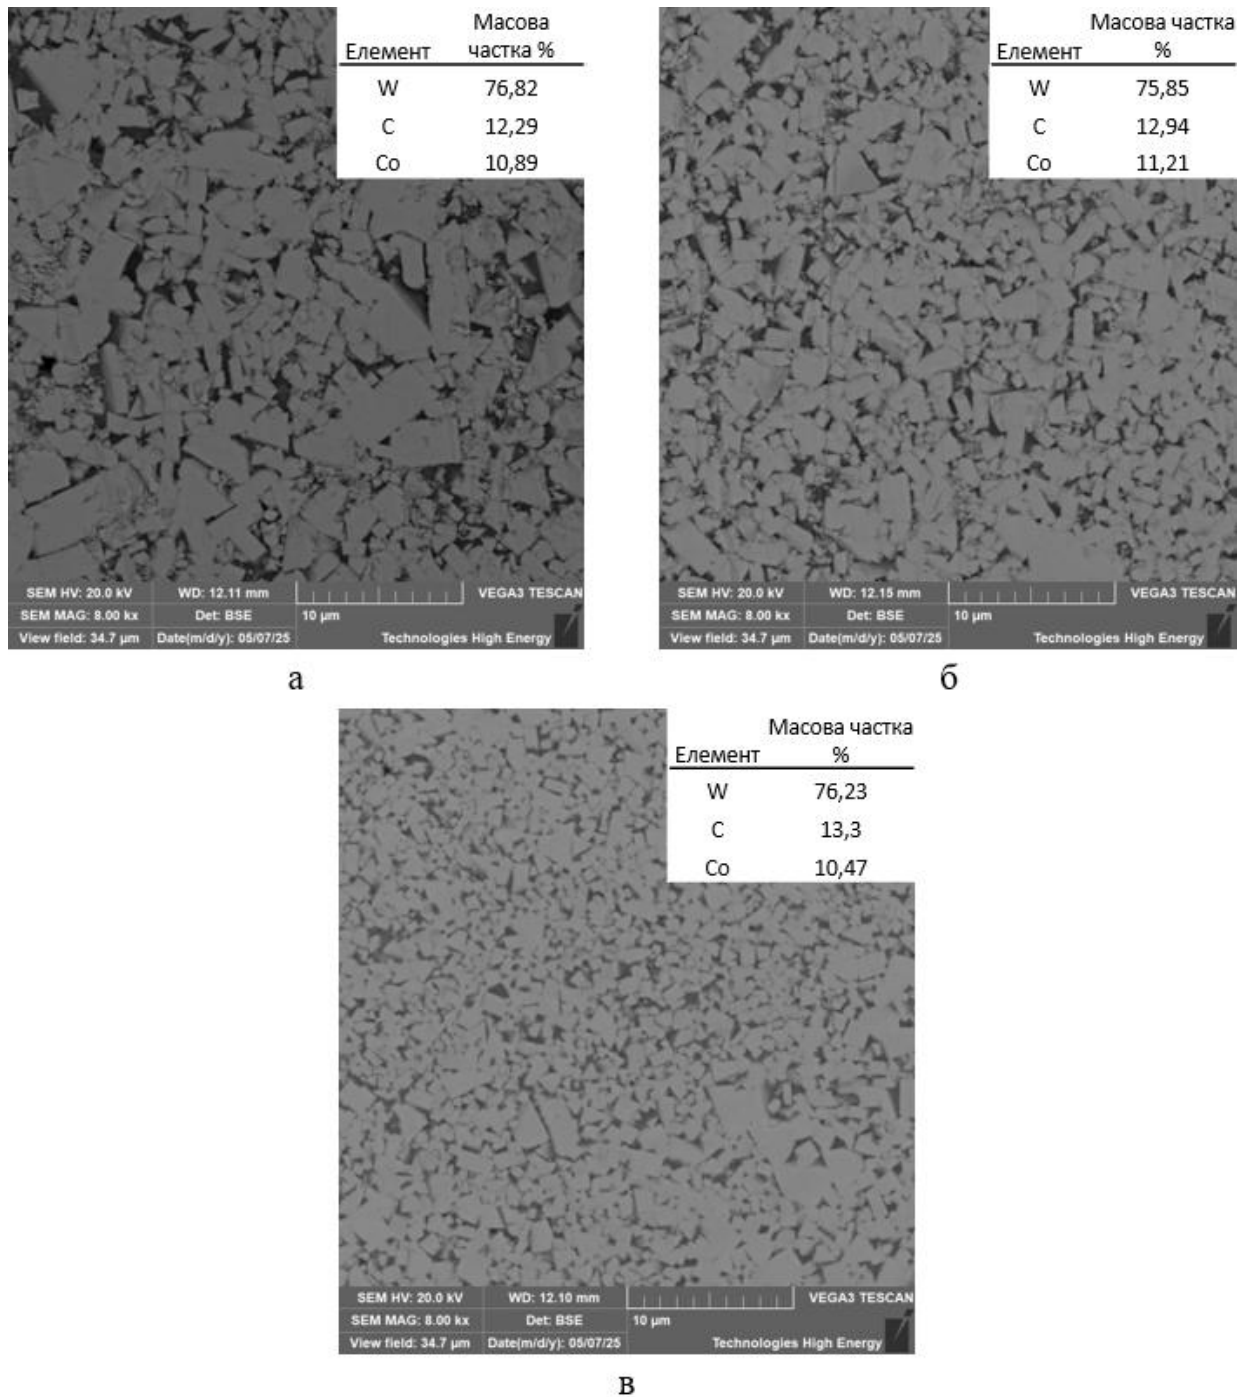 Масова
Елемент частка %
W 76,82
C 12,29
Co 10,89
SEM HV: 20.0 kV WD: 12.11 mm VEGA3 TESCAN
SEM MAG: 8.00 kx Det: BSE 10 µm
View field: 34.7 µm Date(m/d/y): 05/07/25 Technologies High Energy
а
Масова частка
Елемент %
W 75,85
C 12,94
Co 11,21
SEM HV: 20.0 kV WD: 12.15 mm VEGA3 TESCAN
SEM MAG: 8.00 kx Det: BSE 10 µm
View field: 34.7 µm Date(m/d/y): 05/07/25 Technologies High Energy
б
Масова частка
Елемент %
W 76,23
C 13,3
Co 10,47
SEM HV: 20.0 kV WD: 12.10 mm VEGA3 TESCAN
SEM MAG: 8.00 kx Det: BSE 10 µm
View field: 34.7 µm Date(m/d/y): 05/07/25 Technologies High Energy
в